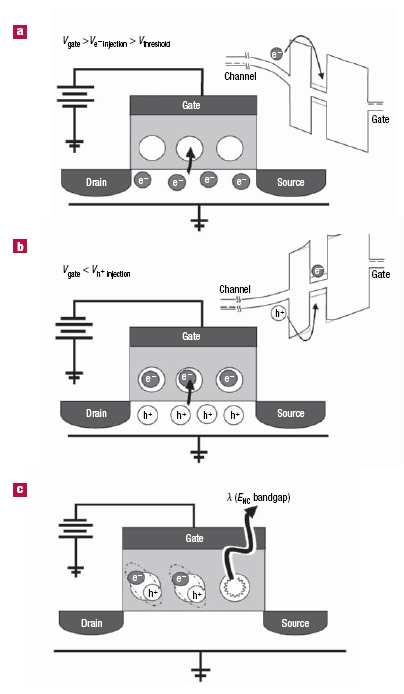 a
Vgate > Ve− injection > Vthreshold
e−
Channel
Gate
Gate
e− e− e− e−
Drain
Source
b
Vgate < Vh+ injection
e−
Channel
Gate
h+
Gate
e− e− e−
h+ h+ h+ h+
Drain
Source
c
λ (ENC bandgap)
Gate
e− e−
h+ h+
Drain
Source